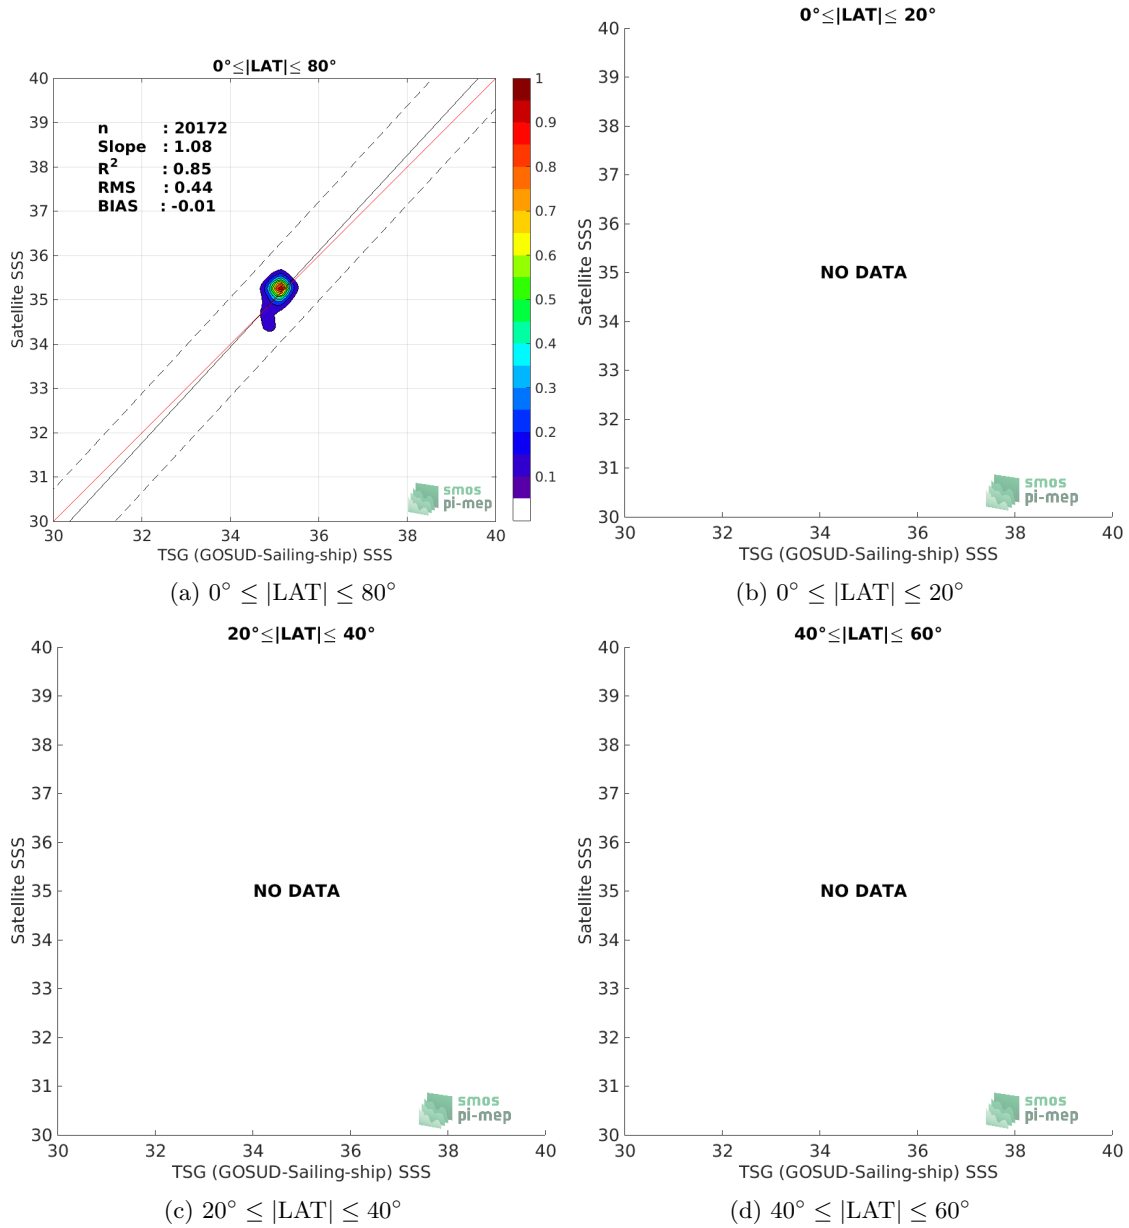 0°≤|LAT|≤ 80°
40
39
38
37
36
35
34
33
32
31
30
Satellite SSS
n : 20172
Slope : 1.08
R2 : 0.85
RMS : 0.44
BIAS : -0.01
1
0.9
0.8
0.7
0.6
0.5
0.4
0.3
0.2
0.1
smos
pi-mep
30 32 34 36 38 40
TSG (GOSUD-Sailing-ship) SSS
(a) 0° ≤ |LAT| ≤ 80°
0°≤|LAT|≤ 20°
40
39
38
37
36
35
34
33
32
31
30
Satellite SSS
NO DATA
smos
pi-mep
30 32 34 36 38 40
TSG (GOSUD-Sailing-ship) SSS
(b) 0° ≤ |LAT| ≤ 20°
20°≤|LAT|≤ 40°
40
39
38
37
36
35
34
33
32
31
30
Satellite SSS
NO DATA
smos
pi-mep
30 32 34 36 38 40
TSG (GOSUD-Sailing-ship) SSS
(c) 20° ≤ |LAT| ≤ 40°
40°≤|LAT|≤ 60°
40
39
38
37
36
35
34
33
32
31
30
Satellite SSS
NO DATA
smos
pi-mep
30 32 34 36 38 40
TSG (GOSUD-Sailing-ship) SSS
(d) 40° ≤ |LAT| ≤ 60°